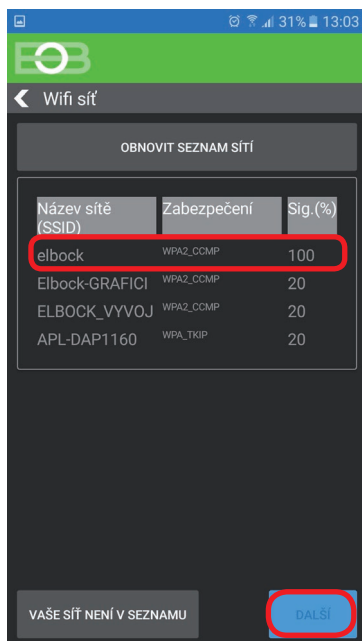 31% 13:03
EOB
Wifi síť
OBNOVIT SEZNAM SÍTÍ
Název sítě (SSID) Zabezpečení Sig.(%)
elbock WPA2_CCMP 100
Elbock-GRAFICI WPA2_CCMP 20
ELBOCK_VYVOJ WPA2_CCMP 20
APL-DAP1160 WPA_TKIP 20
VAŠE SÍŤ NENÍ V SEZNAMU
DALŠÍ